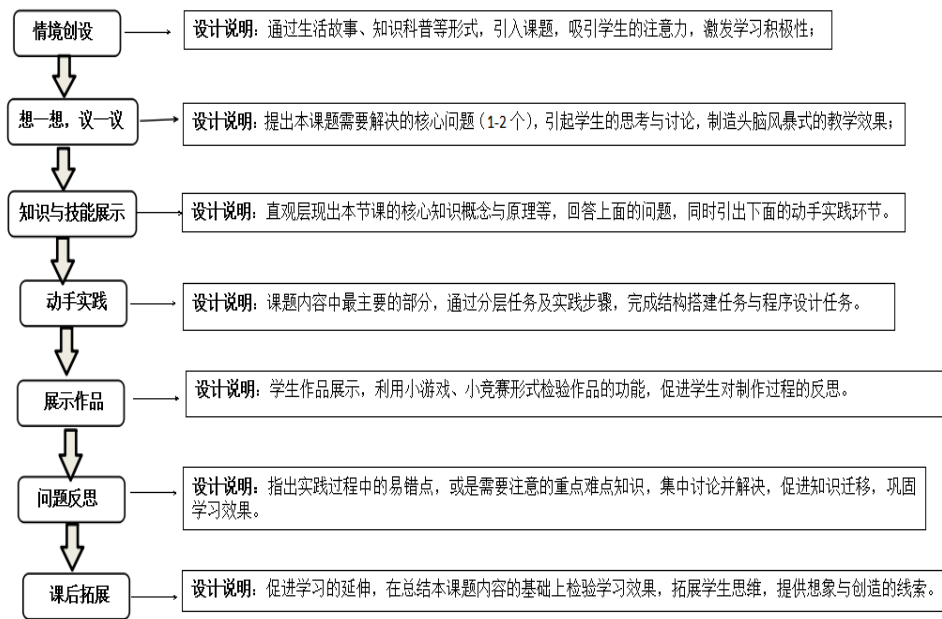 情境创设
设计说明：通过生活故事、知识科普等形式，引入课题，吸引学生的注意力，激发学习积极性；
想一想，议一议
设计说明：提出本课题需要解决的核心问题（1-2个），引起学生的思考与讨论，制造头脑风暴式的教学效果；
知识与技能展示
设计说明：直观层现出本节课的核心知识概念与原理等，回答上面的问题，同时引出下面的动手实践环节。
动手实践
设计说明：课题内容中最主要的部分，通过分层任务及实践步骤，完成结构搭建任务与程序设计任务。
展示作品
设计说明：学生作品展示，利用小游戏、小竞赛形式检验作品的功能，促进学生对制作过程的反思。
问题反思
设计说明：指出实践过程中的易错点，或是需要注意的重点难点知识，集中讨论并解决，促进知识迁移，巩固
学习效果。
课后拓展
设计说明：促进学习的延伸，在总结本课题内容的基础上检验学习效果，拓展学生思维，提供想象与创造的线索。